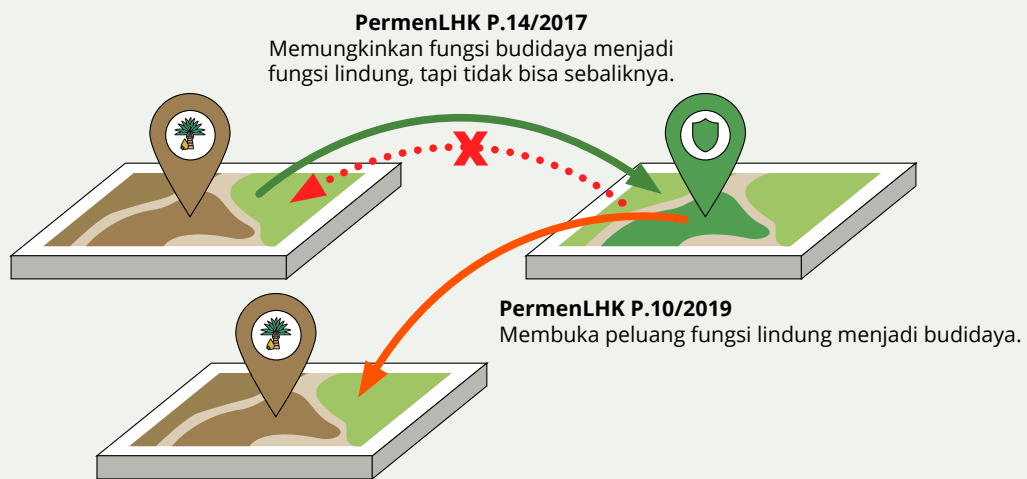 PermenLHK P.14/2017
Memungkinkan fungsi budidaya menjadi
fungsi lindung, tapi tidak bisa sebaliknya.
X
PermenLHK P.10/2019
Membuka peluang fungsi lindung menjadi budidaya.